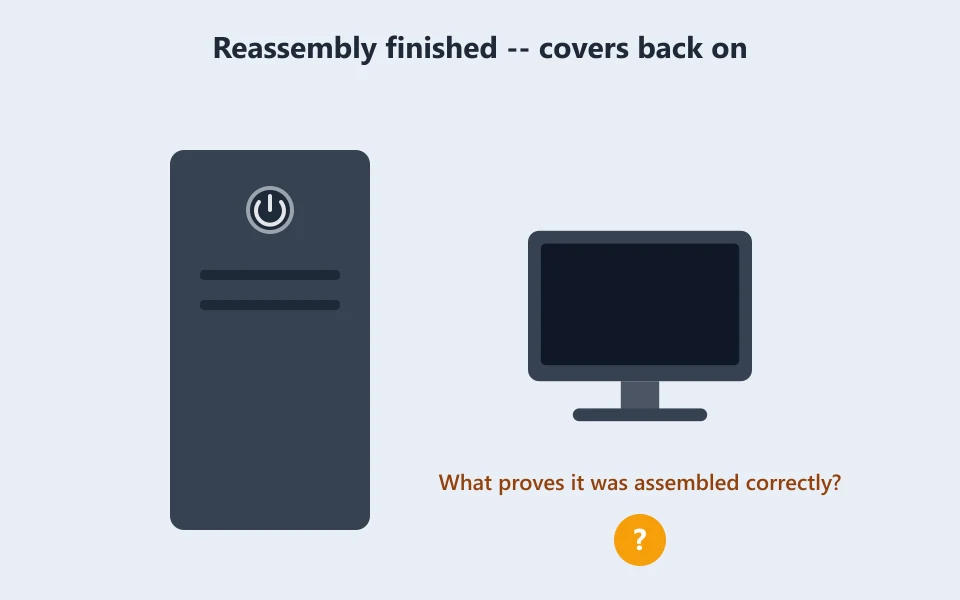 Reassembly finished -- covers back on
What proves it was assembled correctly?
?